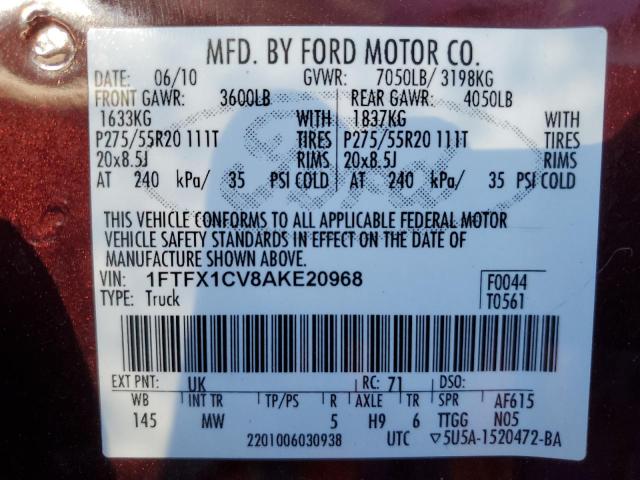 MFD. BY FORD MOTOR CO.
DATE: 06/10 GVWR: 7050LB/ 3198KG
FRONT GAWR: 3600LB REAR GAWR: 4050LB
1633KG WITH 1837KG WITH
P275/55R20 111T TIRES P275/55R20 111T TIRES
20x8.5J RIMS 20x8.5J RIMS
AT 240 kPa/ 35 PSI COLD AT 240 kPa/ 35 PSI COLD
THIS VEHICLE CONFORMS TO ALL APPLICABLE FEDERAL MOTOR
VEHICLE SAFETY STANDARDS IN EFFECT ON THE DATE OF
MANUFACTURE SHOWN ABOVE.
VIN: 1FTFX1CV8AKE20968 F0044
TYPE: Truck T0561
EXT PNT: UK RC: 71 DSO:
WB INT TR TP/PS R AXLE TR SPR AF615
145 MW 5 H9 6 TTGG N05
2201006030938 UTC ▽5U5A-1520472-BA
Ford